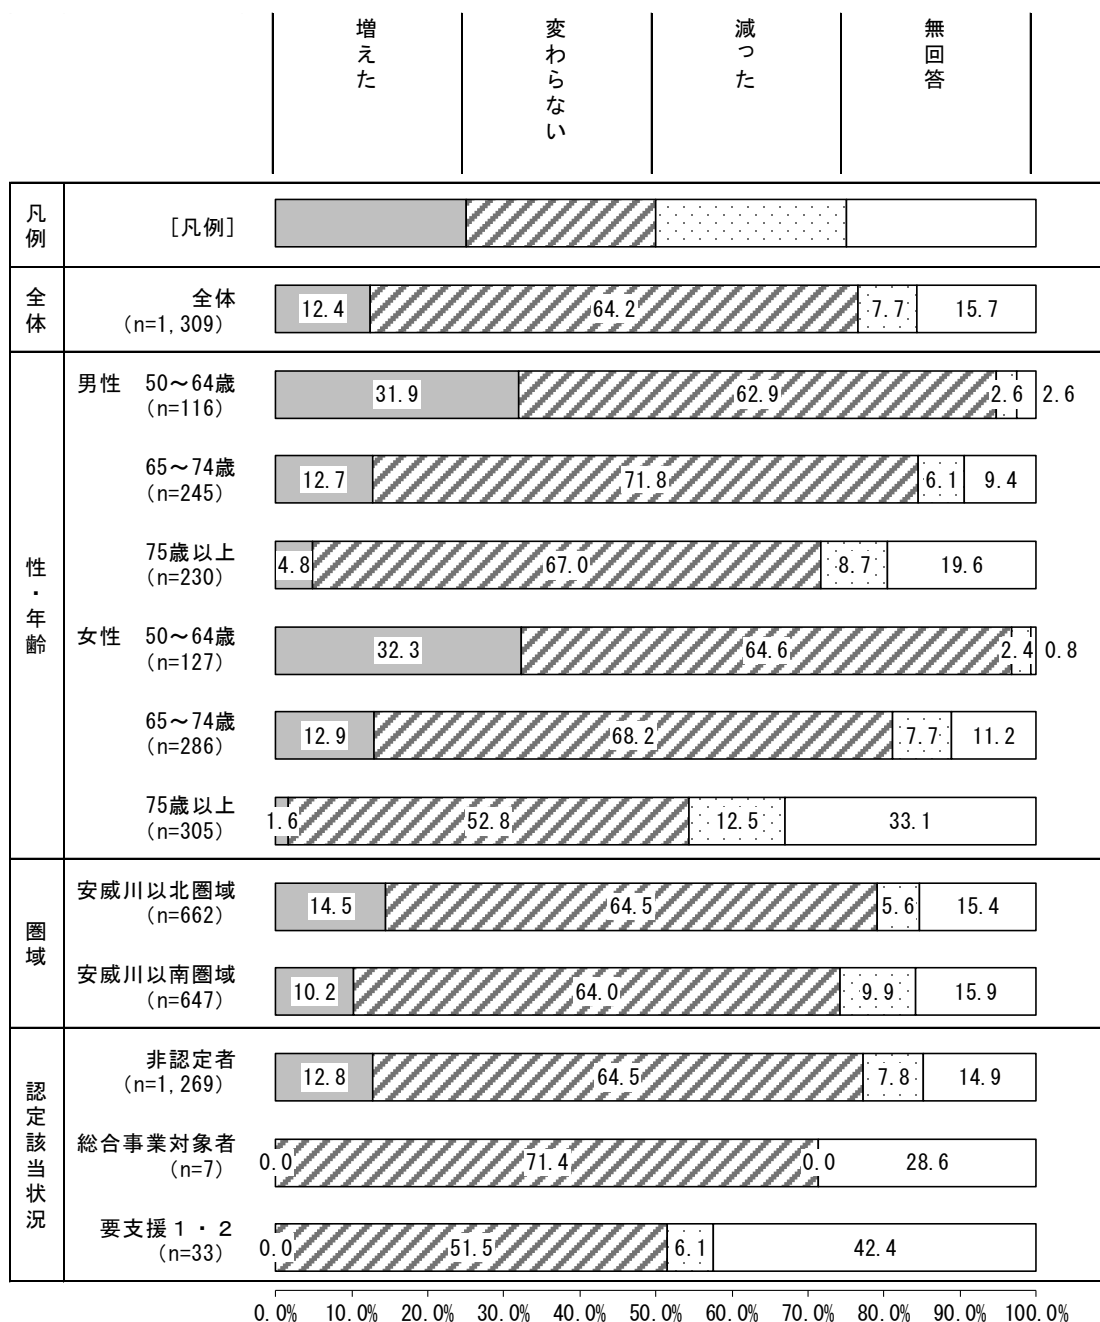 増えた
変わらない
減った
無回答
凡例
[凡例]
全体
全体
(n=1,309)
12.4 64.2 7.7 15.7
性・年齢
男性 50～64歳
(n=116)
31.9 62.9 2.6 2.6
65～74歳
(n=245)
12.7 71.8 6.1 9.4
75歳以上
(n=230)
4.8 67.0 8.7 19.6
女性 50～64歳
(n=127)
32.3 64.6 2.4 0.8
65～74歳
(n=286)
12.9 68.2 7.7 11.2
75歳以上
(n=305)
1.6 52.8 12.5 33.1
圏域
安威川以北圏域
(n=662)
14.5 64.5 5.6 15.4
安威川以南圏域
(n=647)
10.2 64.0 9.9 15.9
認定該当状況
非認定者
(n=1,269)
12.8 64.5 7.8 14.9
総合事業対象者
(n=7)
0.0 71.4 0.0 28.6
要支援１・２
(n=33)
0.0 51.5 6.1 42.4
0.0% 10.0% 20.0% 30.0% 40.0% 50.0% 60.0% 70.0% 80.0% 90.0% 100.0%